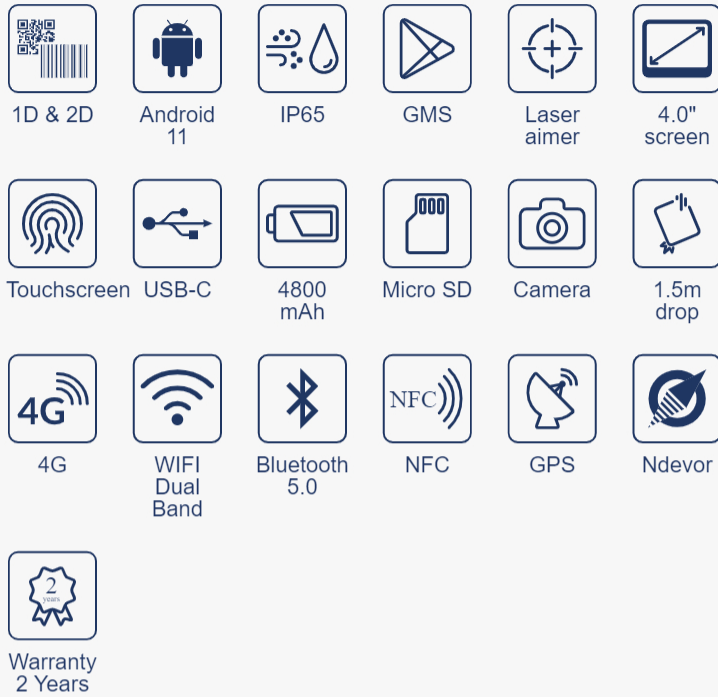 1D & 2D
Android
11
IP65
GMS
Laser
aimer
4.0"
screen
Touchscreen
USB-C
4800
mAh
Micro SD
Camera
1.5m
drop
4G
4G
WIFI
Dual
Band
Bluetooth
5.0
NFC
NFC
GPS
Ndevor
2
years
Warranty
2 Years